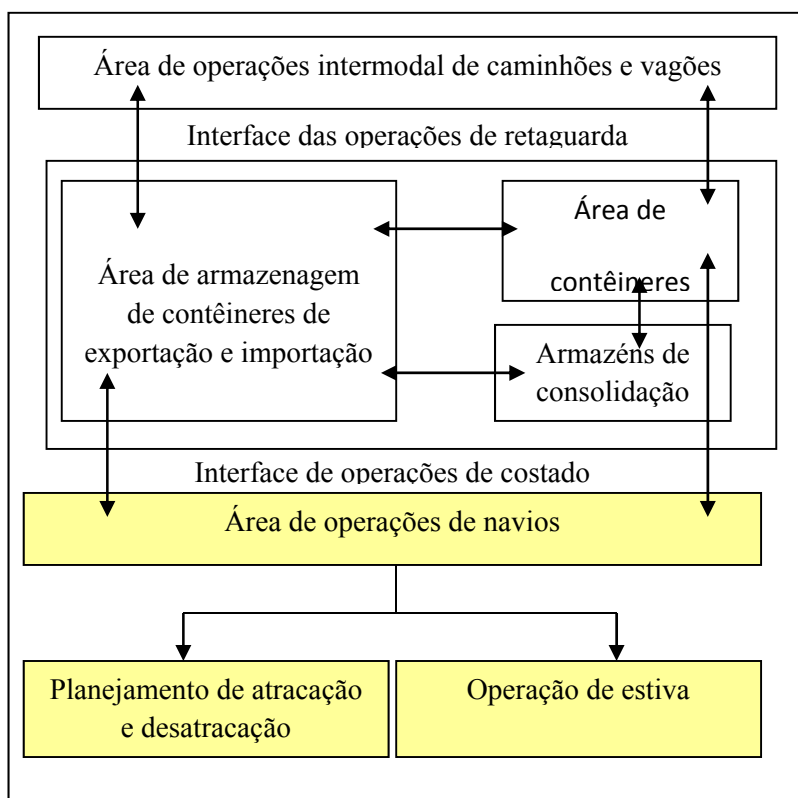 Área de operações intermodal de caminhões e vagões
Interface das operações de retaguarda
Área de armazenagem
de contêineres de
exportação e importação
Área de
contêineres
Armazéns de
consolidação
Interface de operações de costado
Área de operações de navios
Planejamento de atracação
e desatracação
Operação de estiva